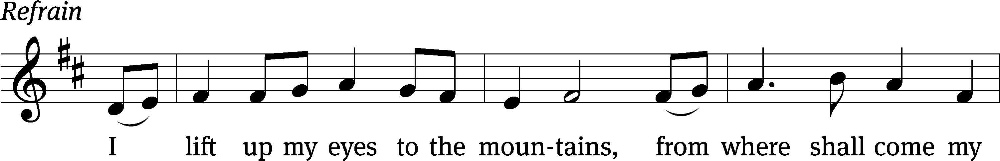 Refrain
I lift up my eyes to the moun-tains, from where shall come my